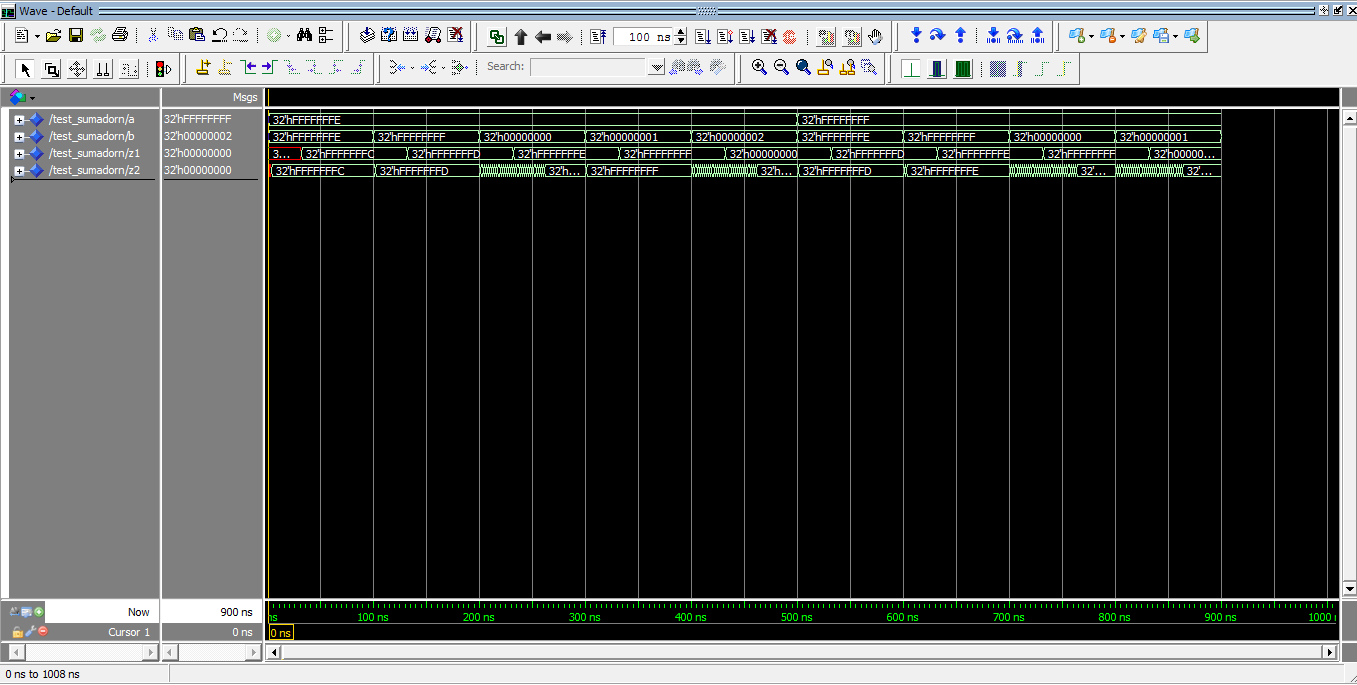 Wave - Default
100 ns
Search:
Msgs
/test_sumadorn/a 32'hFFFFFFFF 32'hFFFFFFFE 32'hFFFFFFFF
/test_sumadorn/b 32'h00000002 32'hFFFFFFFE 32'hFFFFFFFF 32'h00000000 32'h00000001 32'h00000002 32'hFFFFFFFE 32'hFFFFFFFF 32'h00000000 32'h00000001
/test_sumadorn/z1 32'h00000000 3... 32'hFFFFFFFC 32'hFFFFFFFD 32'hFFFFFFFE 32'hFFFFFFFF 32'h00000000 32'hFFFFFFFD 32'hFFFFFFFE 32'hFFFFFFFF 32'h00000...
/test_sumadorn/z2 32'h00000000 32'hFFFFFFFC 32'hFFFFFFFD 32'h... 32'hFFFFFFFF 32'h... 32'hFFFFFFFD 32'hFFFFFFFE 32'... 32'...
Now 900 ns ns 100 ns 200 ns 300 ns 400 ns 500 ns 600 ns 700 ns 800 ns 900 ns 1000
Cursor 1 0 ns 0 ns
0 ns to 1008 ns